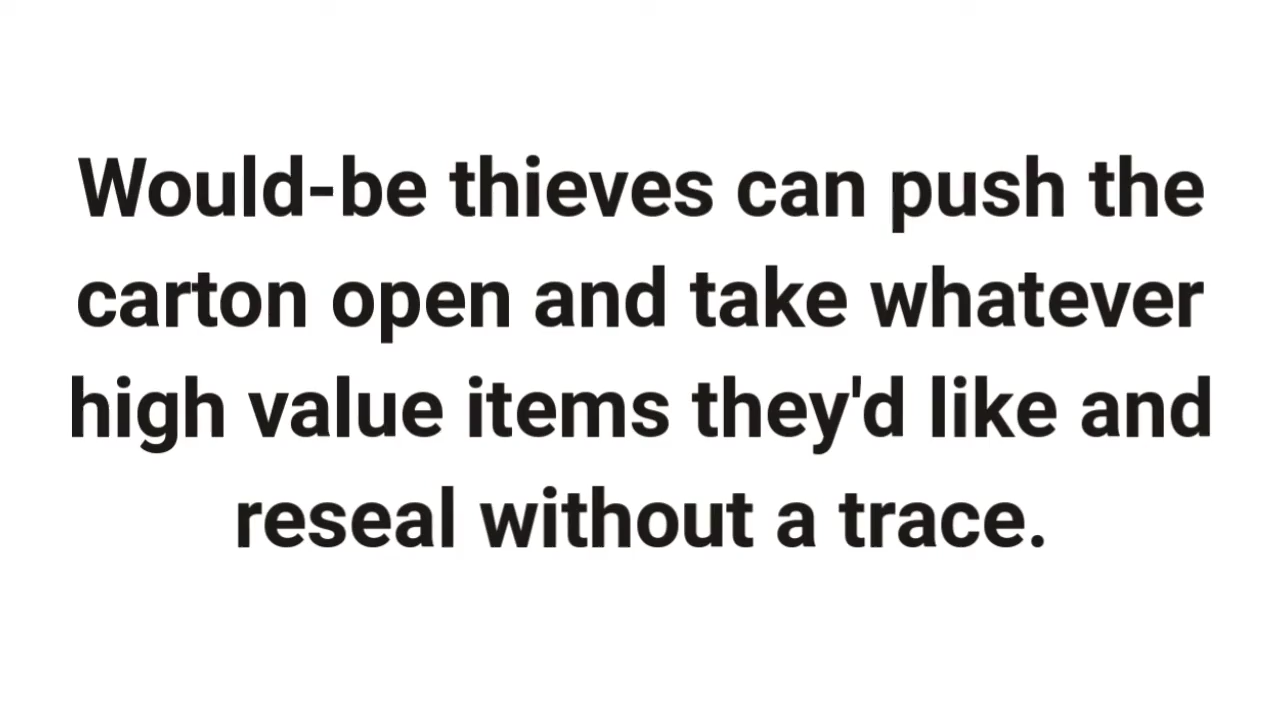 Would-be thieves can push the
carton open and take whatever
high value items they'd like and
reseal without a trace.